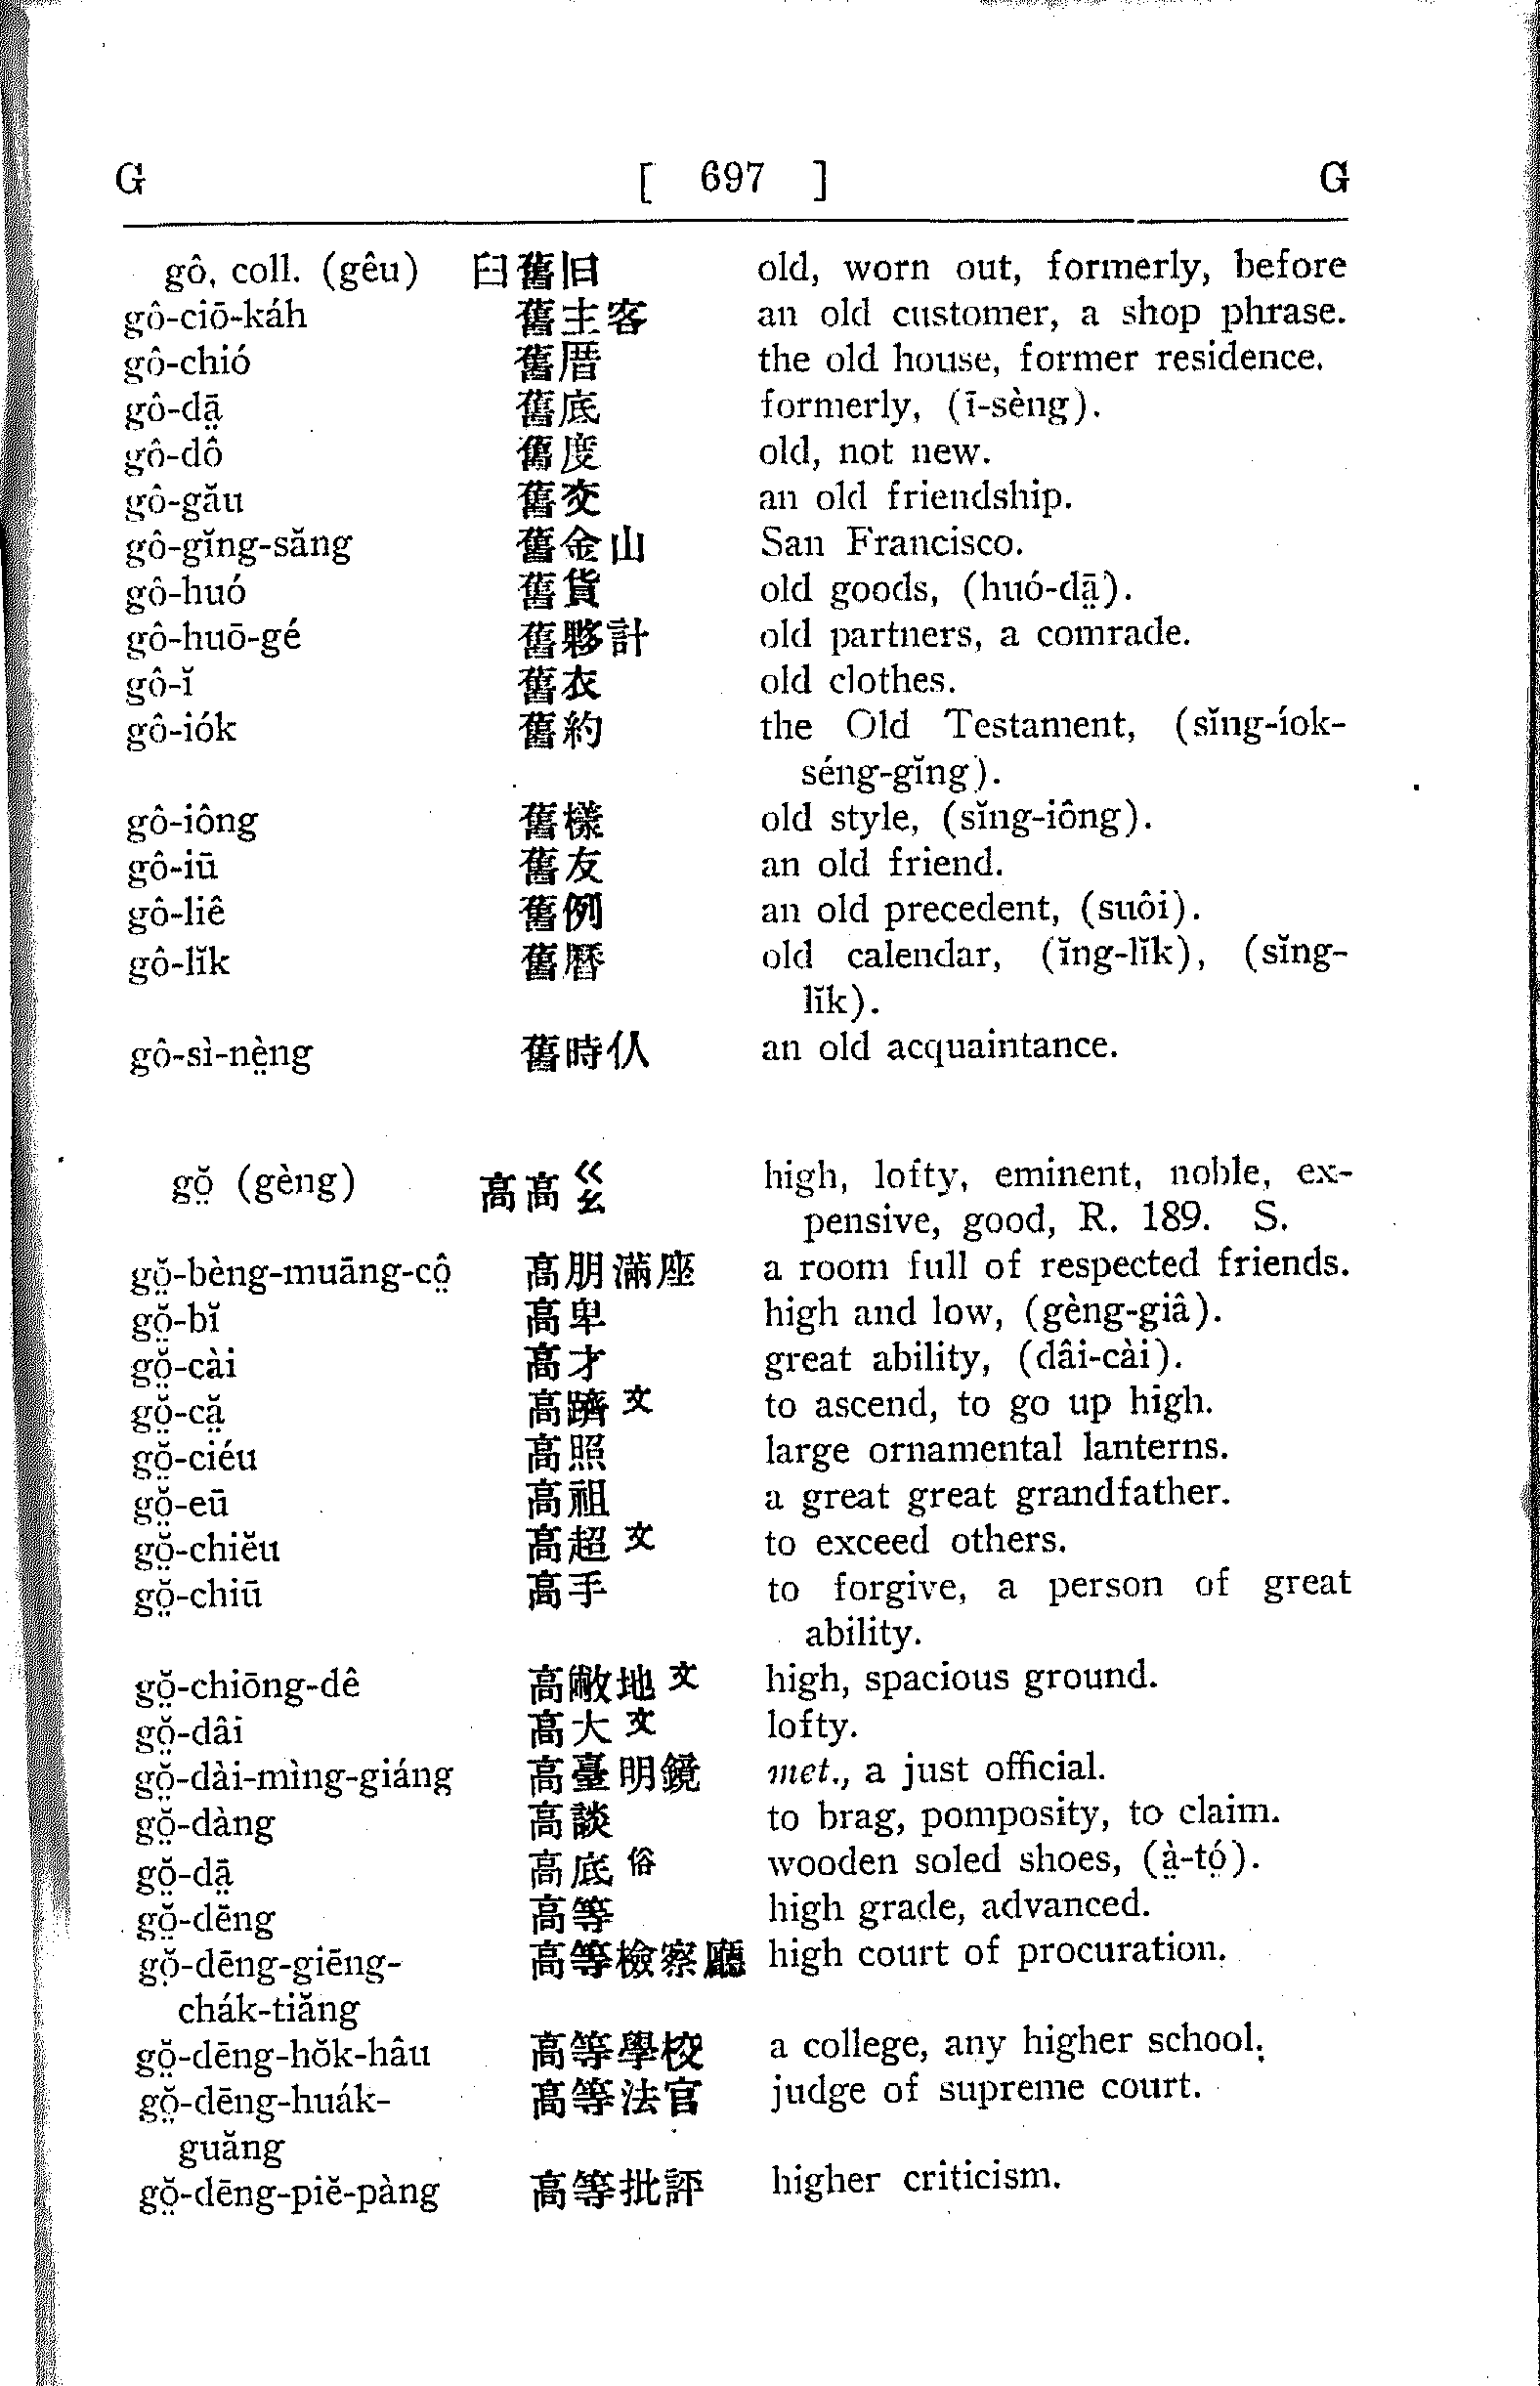 G [ 697 ] G
gô, coll. (gêu) 臼舊旧 old, worn out, formerly, before
gô-ciō-káh 舊主客 an old customer, a shop phrase.
gô-chió 舊厝 the old house, former residence.
gô-dā̤ 舊底 formerly, (ī-sèng).
gô-dô 舊度 old, not new.
gô-gău 舊交 an old friendship.
gô-gĭng-săng 舊金山 San Francisco.
gô-huó 舊貨 old goods, (huó-dā̤).
gô-huō-gé 舊夥計 old partners, a comrade.
gô-ĭ 舊衣 old clothes.
gô-iók 舊約 the Old Testament, (sĭng-íok-
séng-gĭng).
gô-iông 舊樣 old style, (sĭng-iông).
gô-iū 舊友 an old friend.
gô-liê 舊例 an old precedent, (suôi).
gô-lĭk 舊曆 old calendar, (ĭng-lĭk), (sĭng-
lĭk).
gô-sì-nè̤ng 舊時仈 an old acquaintance.
gŏ̤ (gèng) 高高ㄍㄠ high, lofty, eminent, noble, ex-
pensive, good, R. 189. S.
gŏ̤-bèng-muāng-cô̤ 高朋滿座 a room full of respected friends.
gŏ̤-bĭ 高卑 high and low, (gèng-giâ).
gŏ̤-cài 高才 great ability, (dâi-cài).
gŏ̤-că̤ 高躋文 to ascend, to go up high.
gŏ̤-ciéu 高照 large ornamental lanterns.
gŏ̤-eū 高祖 a great great grandfather.
gŏ̤-chiĕu 高超文 to exceed others.
gŏ̤-chiū 高手 to forgive, a person of great
ability.
gŏ̤-chiōng-dê 高敞地文 high, spacious ground.
gŏ̤-dâi 高大文 lofty.
gŏ̤-dài-mìng-giáng 高臺明鏡 met., a just official.
gŏ̤-dàng 高談 to brag, pomposity, to claim.
gŏ̤-dā̤ 高底俗 wooden soled shoes, (à̤-tó̤).
gŏ̤-dēng 高等 high grade, advanced.
gŏ̤-dēng-giēng- 高等檢察廳 high court of procuration.
chák-tiăng
gŏ̤-dēng-hŏk-hâu 高等學校 a college, any higher school.
gŏ̤-dēng-huák- 高等法官 judge of supreme court.
guăng
gŏ̤-dēng-piĕ-pàng 高等批評 higher criticism.